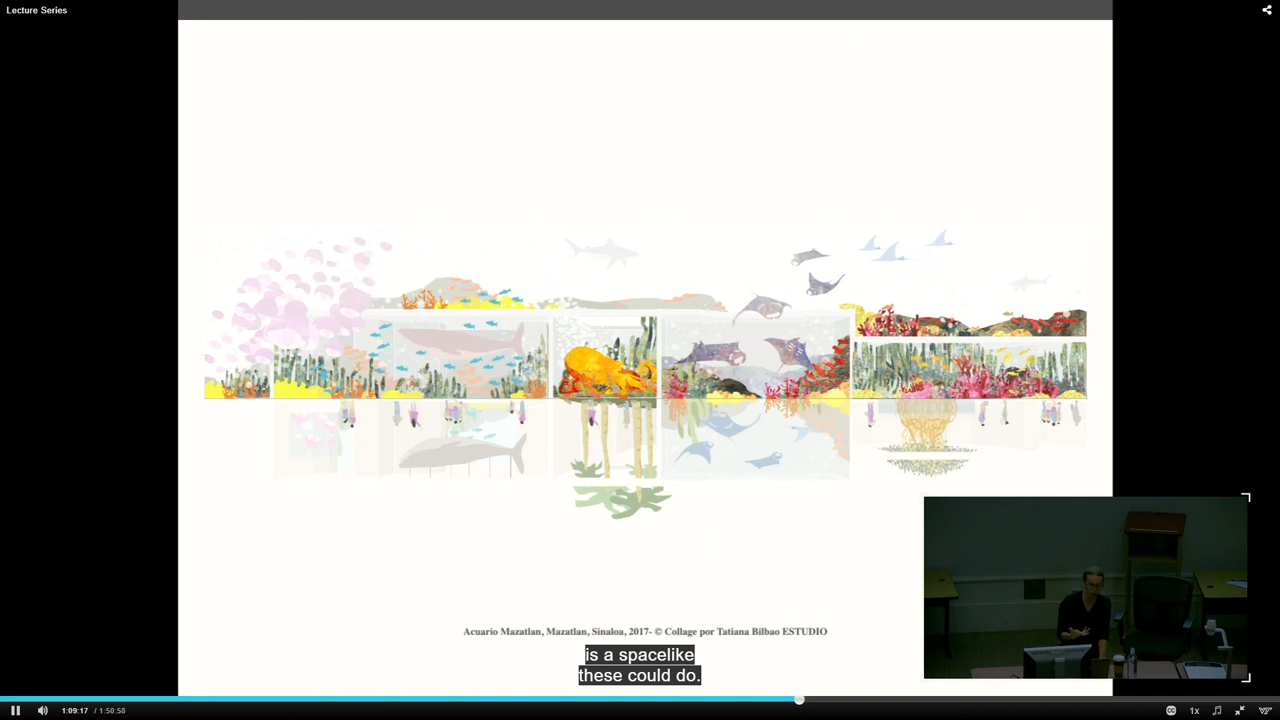 Lecture Series
Acuario Mazatlan, Mazatlan, Sinaloa, 2017- © Collage por Tatiana Bilbao ESTUDIO
is a spacelike
these could do.
1:09:17 / 1:50:58
CC
1x